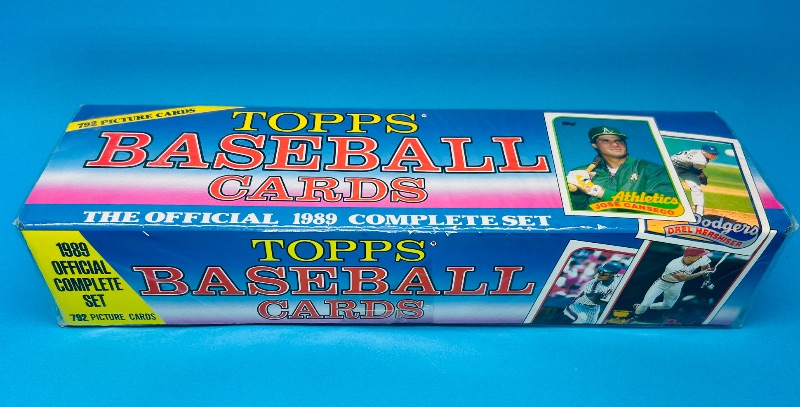 792 PICTURE CARDS
TOPPS
BASEBALL
CARDS
THE OFFICIAL 1989 COMPLETE SET
Athletics
JOSE CANSECO
Dodgers
OREL HERSHISER
1989
OFFICIAL
COMPLETE
SET
792 PICTURE CARDS
TOPPS
BASEBALL
CARDS